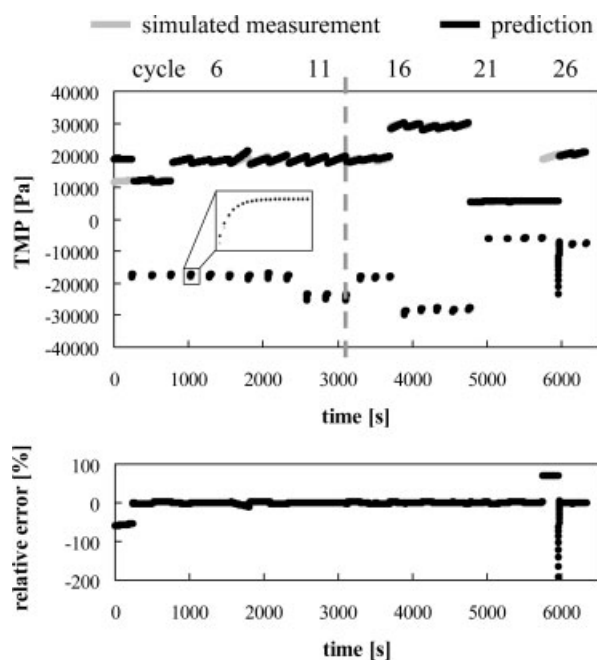 simulated measurement prediction
cycle 6 11 16 21 26
40000
30000
20000
10000
0
-10000
-20000
-30000
-40000
TMP [Pa]
0 1000 2000 3000 4000 5000 6000
time [s]
100
0
-100
-200
relative error [%]
0 1000 2000 3000 4000 5000 6000
time [s]